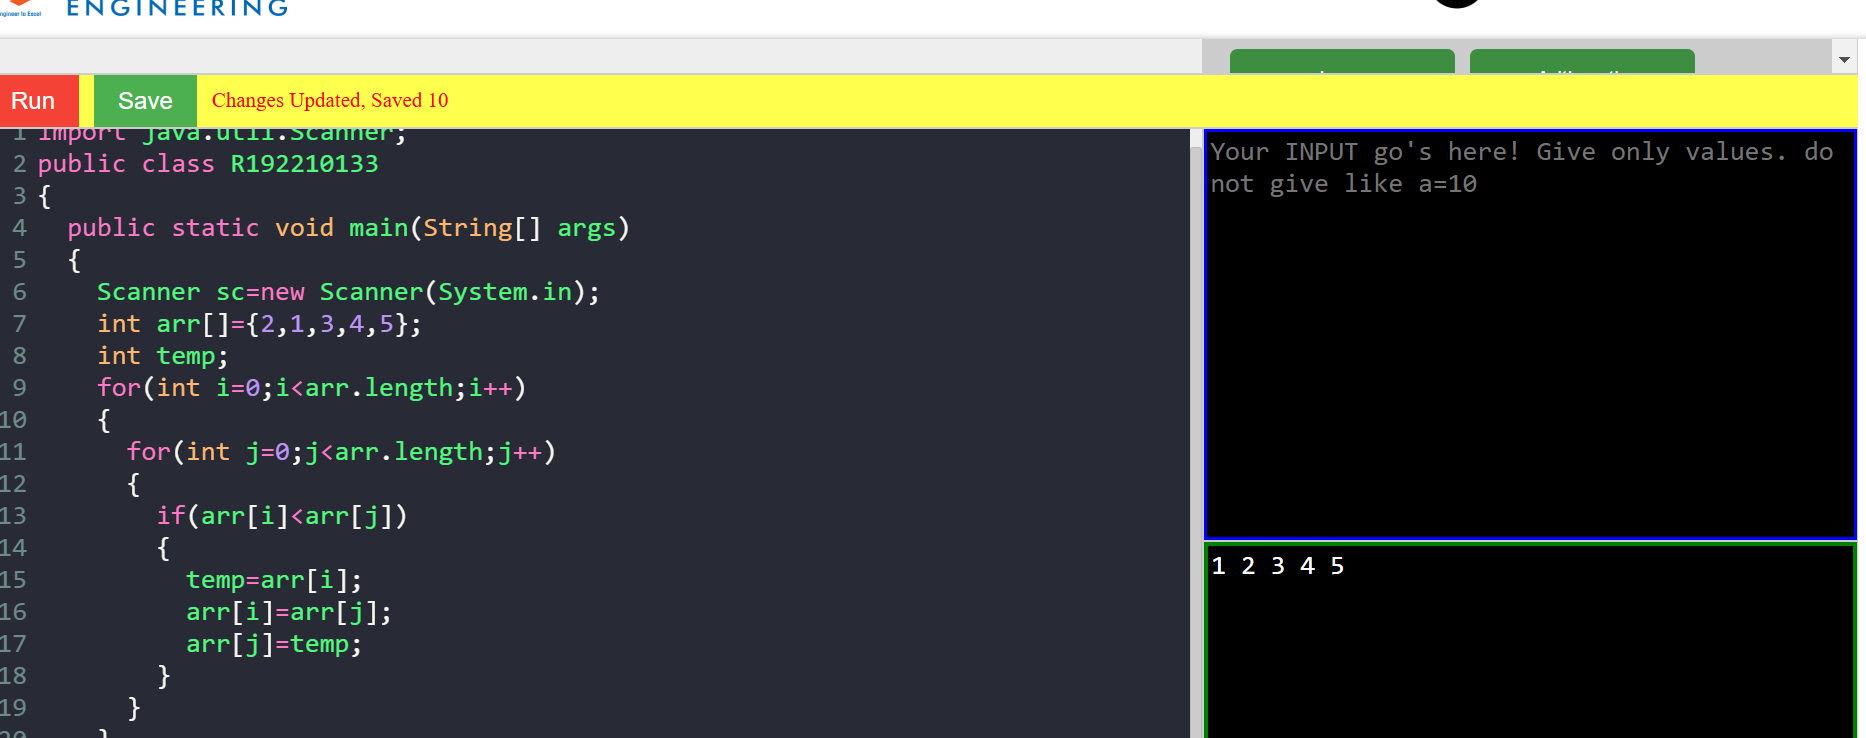 ENGINEERING
ngineer to Excel
Run Save Changes Updated, Saved 10
1 import java.util.Scanner;
2 public class R192210133
3 {
4 public static void main(String[] args)
5 {
6 Scanner sc=new Scanner(System.in);
7 int arr[]={2,1,3,4,5};
8 int temp;
9 for(int i=0;i<arr.length;i++)
10 {
11 for(int j=0;j<arr.length;j++)
12 {
13 if(arr[i]<arr[j])
14 {
15 temp=arr[i];
16 arr[i]=arr[j];
17 arr[j]=temp;
18 }
19 }
20 }
Your INPUT go's here! Give only values. do
not give like a=10
1 2 3 4 5